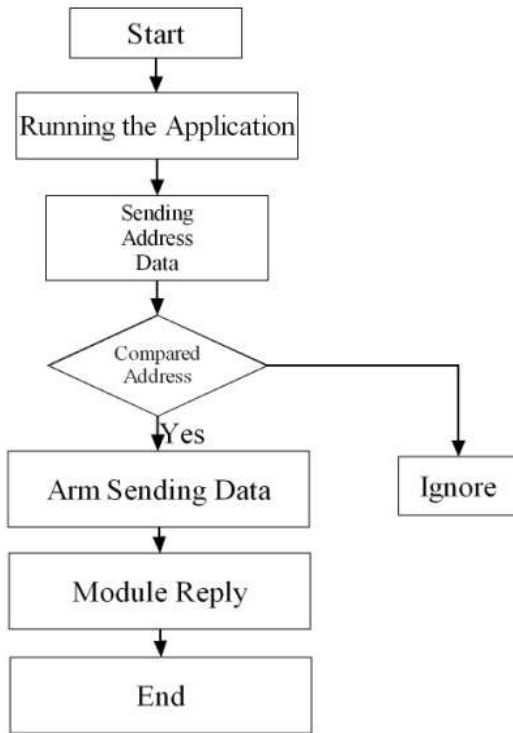 Start
Running the Application
Sending
Address
Data
Compared
Address
Yes
Arm Sending Data
Ignore
Module Reply
End